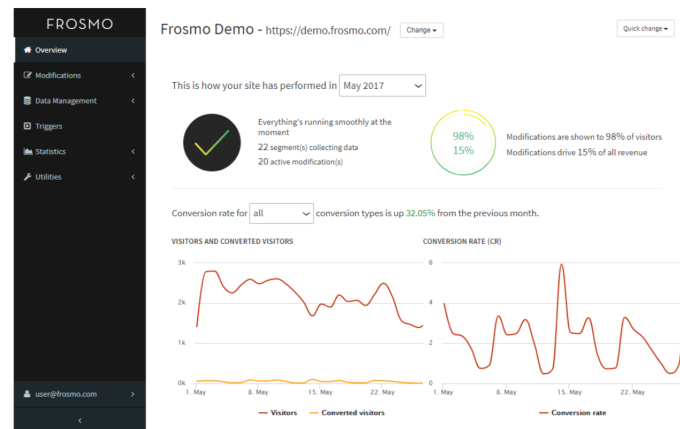 FROSMO
Overview
Modifications
Data Management
Triggers
Statistics
Utilities
user@frosmo.com
Frosmo Demo - https://demo.frosmo.com/ Change
Quick change
This is how your site has performed in May 2017
Everything's running smoothly at the
moment
22 segment(s) collecting data
20 active modification(s)
98%
15%
Modifications are shown to 98% of visitors
Modifications drive 15% of all revenue
Conversion rate for all conversion types is up 32.05% from the previous month.
VISITORS AND CONVERTED VISITORS
3k
2k
1k
0k
1. May 8. May 15. May 22. May
Visitors Converted visitors
CONVERSION RATE (CR)
6
4
2
0
1. May 8. May 15. May 22. May
Conversion rate